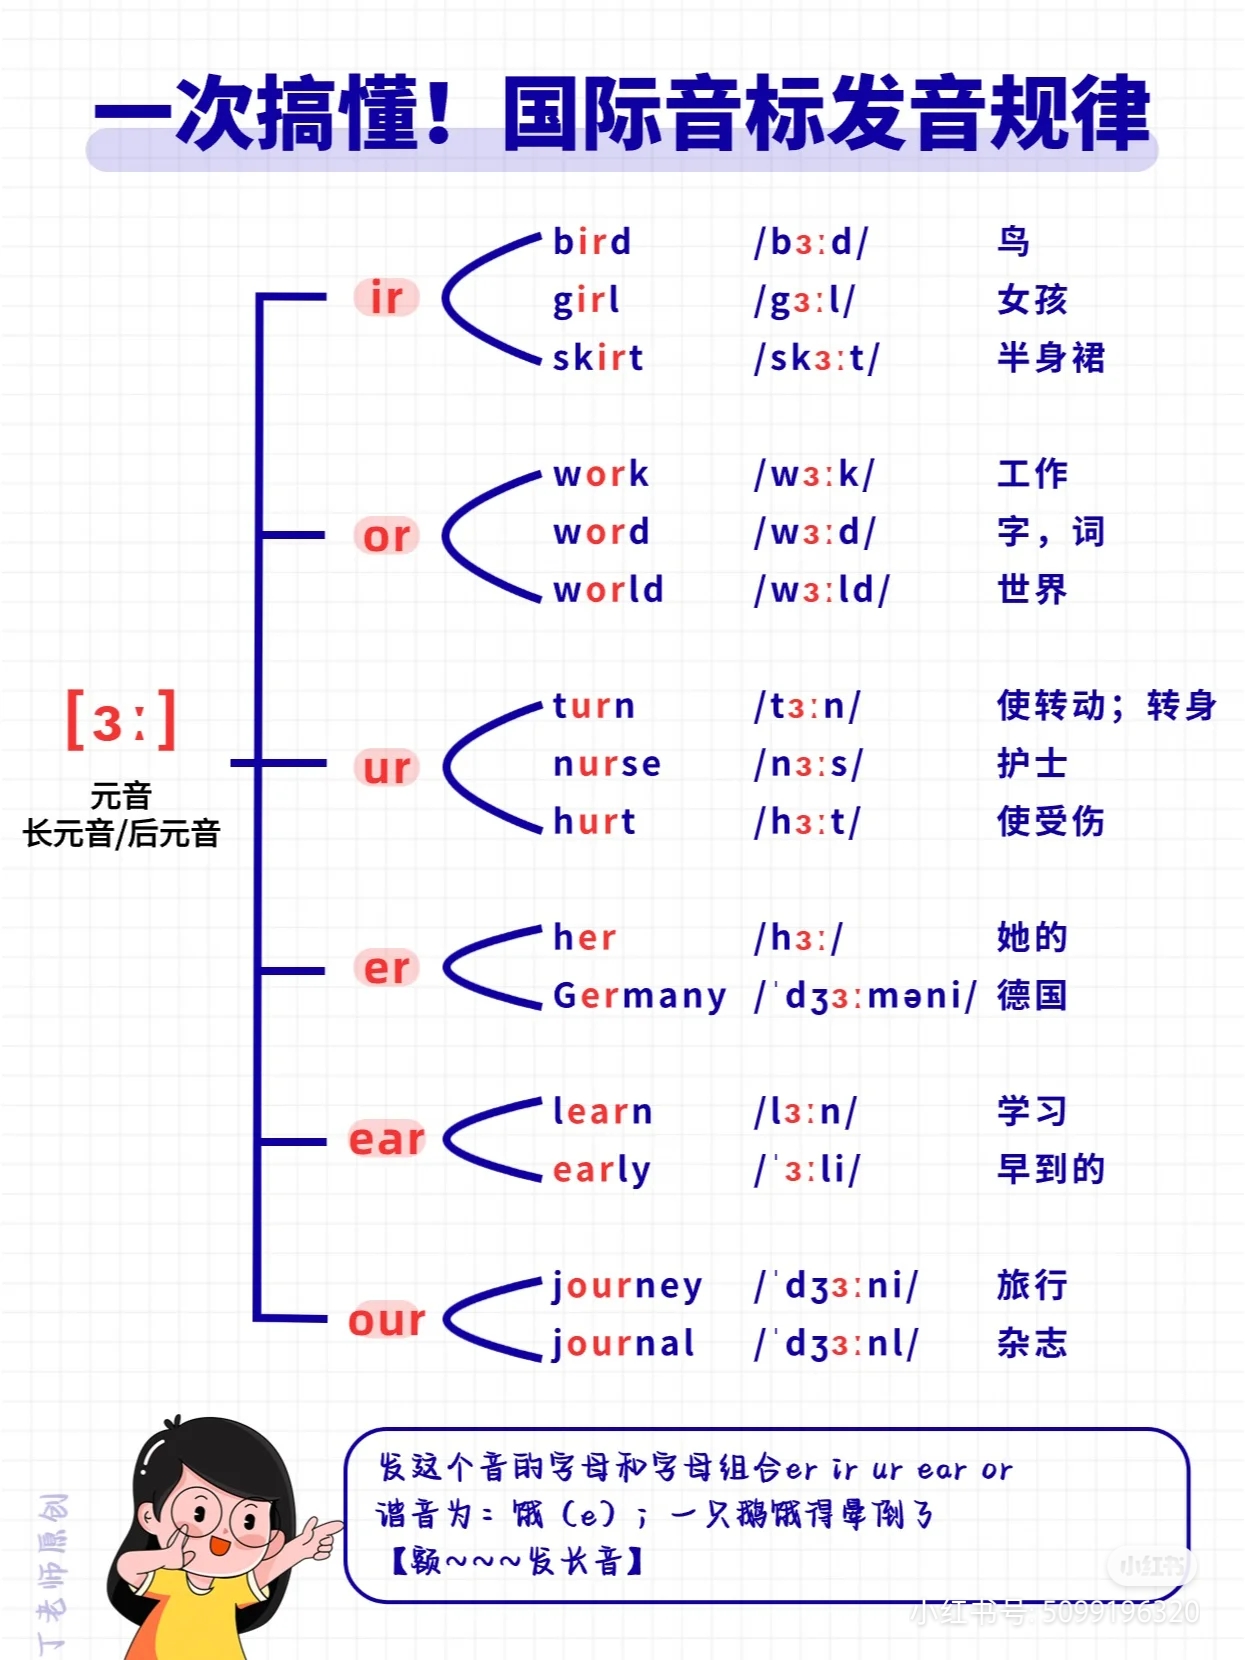 一次搞懂！国际音标发音规律
ir
bird /bɜːd/ 鸟
girl /gɜːl/ 女孩
skirt /skɜːt/ 半身裙
or
work /wɜːk/ 工作
word /wɜːd/ 字，词
world /wɜːld/ 世界
[ɜː]
元音
长元音/后元音
ur
turn /tɜːn/ 使转动；转身
nurse /nɜːs/ 护士
hurt /hɜːt/ 使受伤
er
her /hɜː/ 她的
Germany /ˈdʒɜːməni/ 德国
ear
learn /lɜːn/ 学习
early /ˈɜːli/ 早到的
our
journey /ˈdʒɜːni/ 旅行
journal /ˈdʒɜːnl/ 杂志
发这个音的字母和字母组合er ir ur ear or
谐音为：饿（e）；一只鹅饿得晕倒了
【额~~~发长音】
丁老师原创
小红书
小红书号: 5099196320